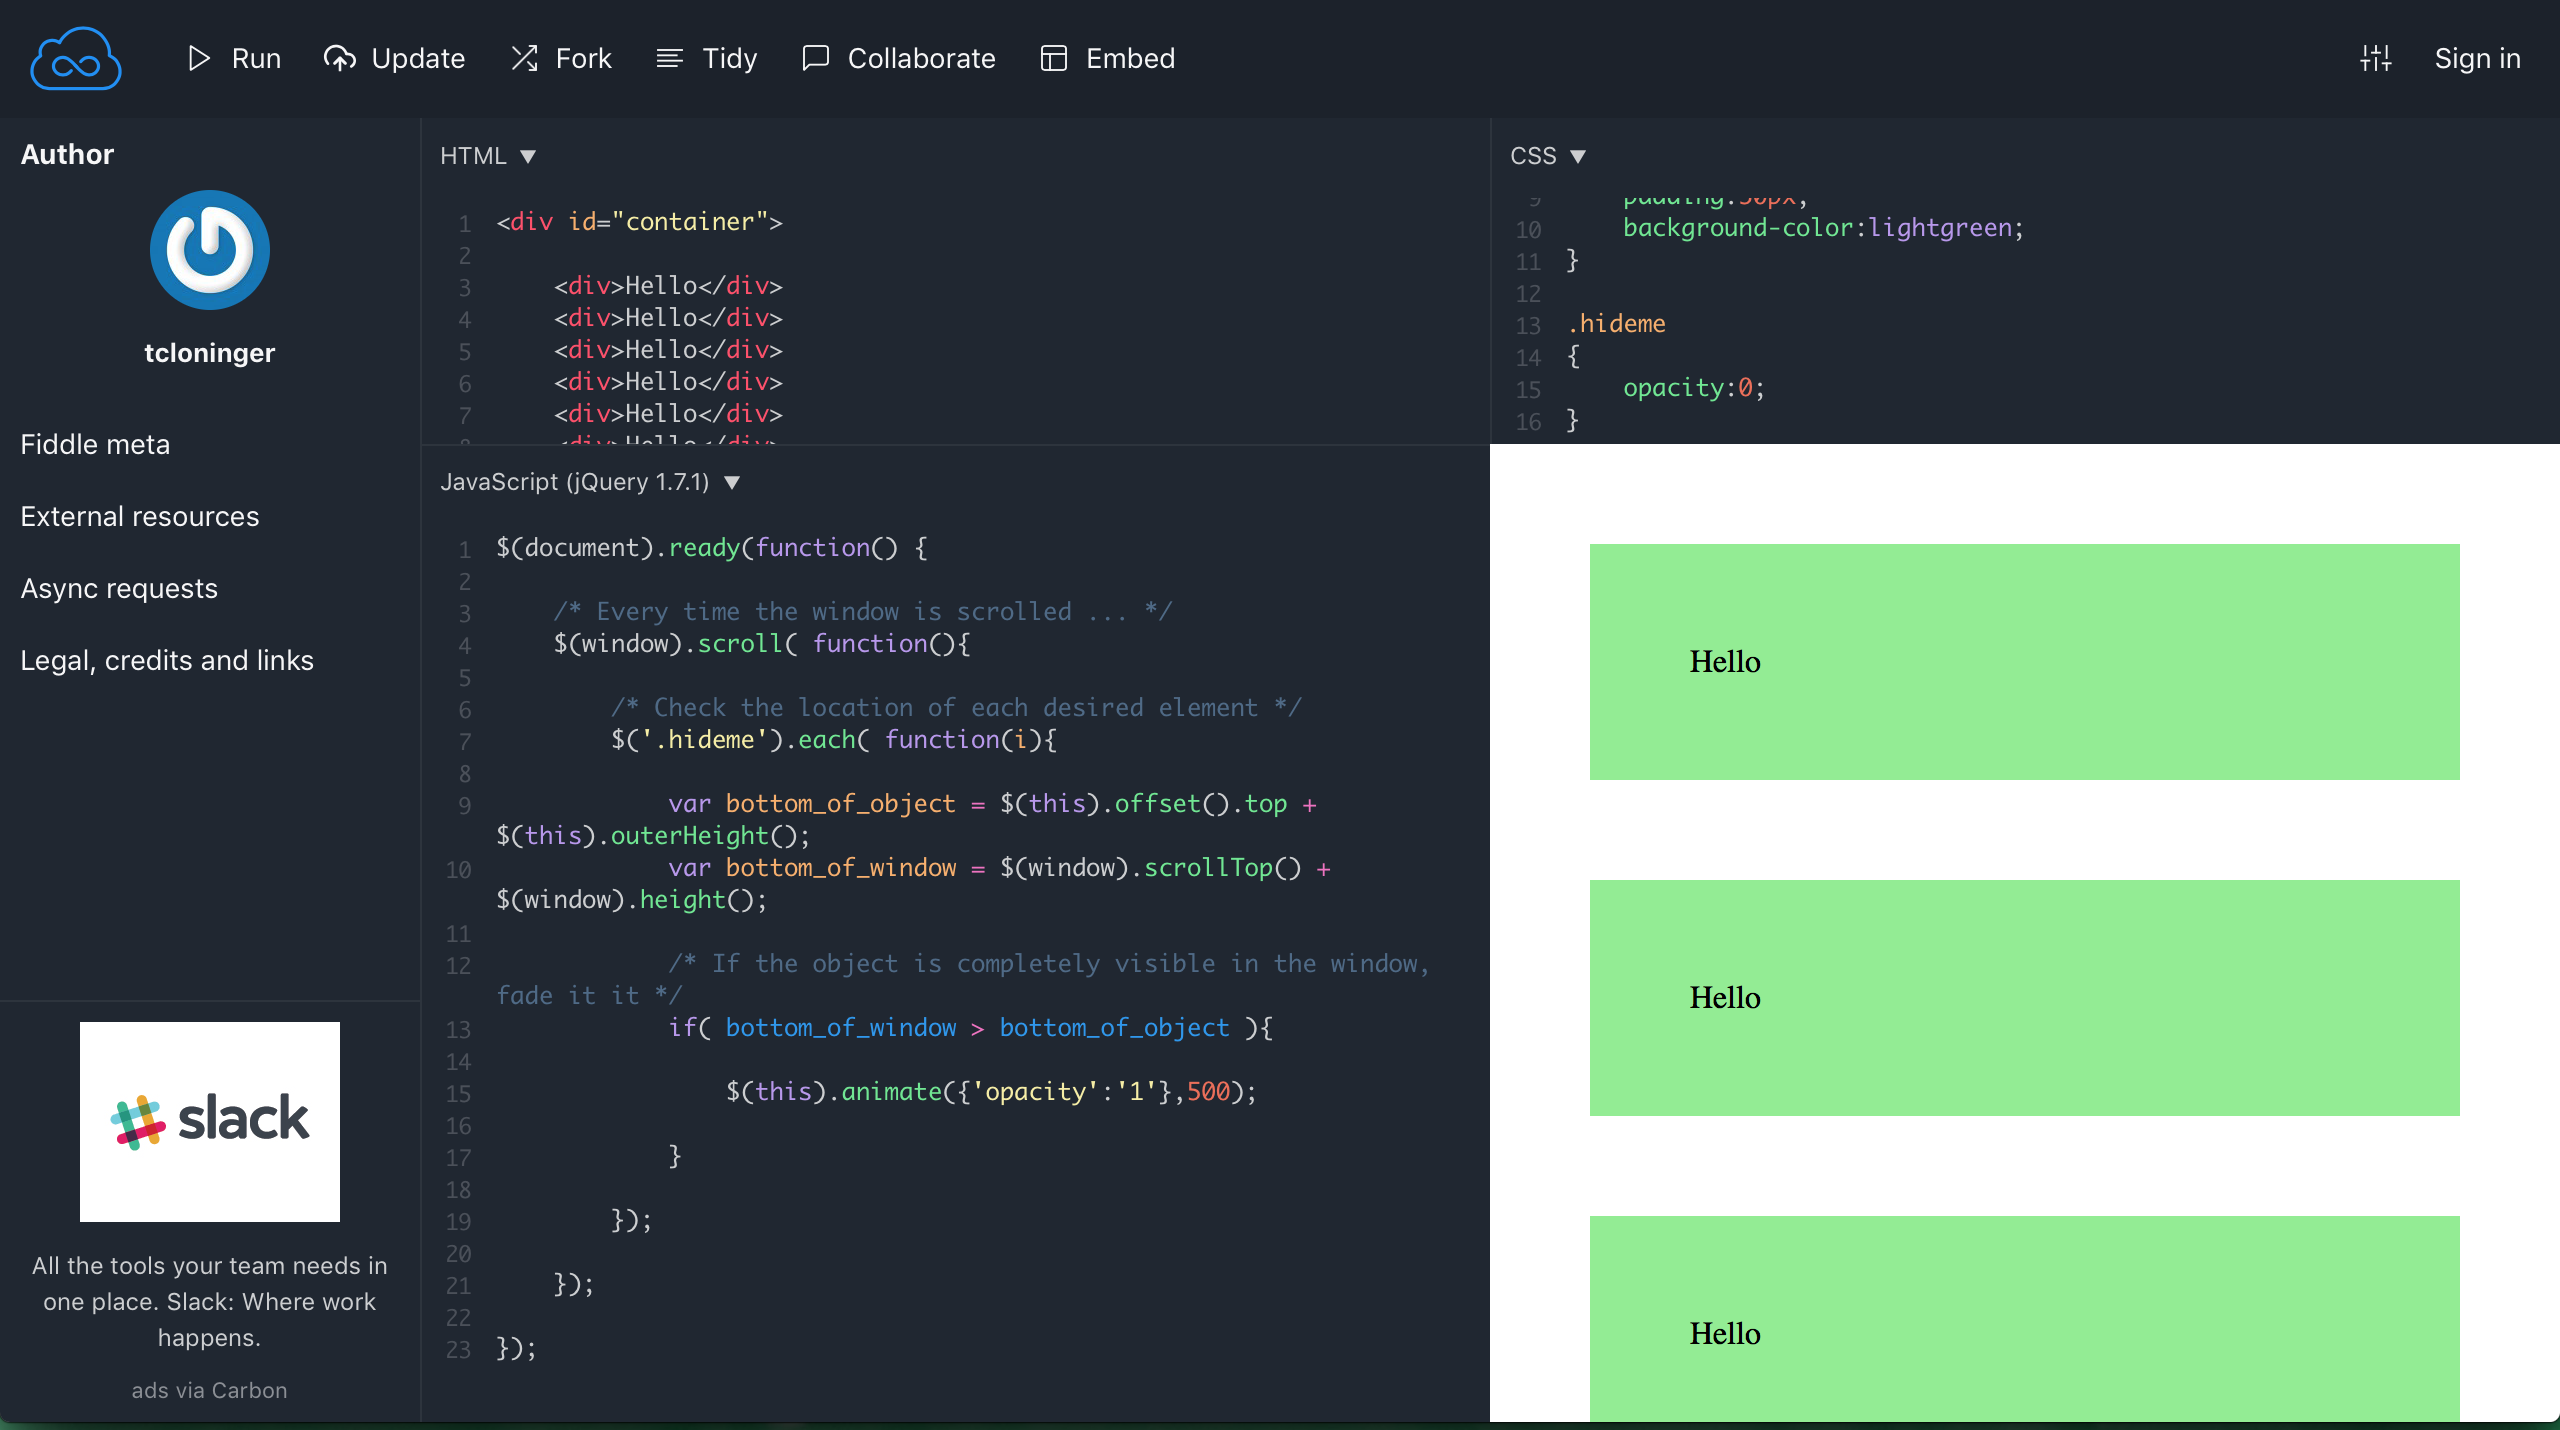 Run Update Fork Tidy Collaborate Embed Sign in
Author
tcloninger
Fiddle meta
External resources
Async requests
Legal, credits and links
slack
All the tools your team needs in
one place. Slack: Where work
happens.
ads via Carbon
HTML ▼
1 <div id="container">
2
3     <div>Hello</div>
4     <div>Hello</div>
5     <div>Hello</div>
6     <div>Hello</div>
7     <div>Hello</div>
8     <div>Hello</div>
CSS ▼
9     padding:50px;
10     background-color:lightgreen;
11 }
12
13 .hideme
14 {
15     opacity:0;
16 }
JavaScript (jQuery 1.7.1) ▼
1 $(document).ready(function() {
2
3     /* Every time the window is scrolled ... */
4     $(window).scroll( function(){
5
6         /* Check the location of each desired element */
7         $('.hideme').each( function(i){
8
9             var bottom_of_object = $(this).offset().top +
$(this).outerHeight();
10             var bottom_of_window = $(window).scrollTop() +
$(window).height();
11
12             /* If the object is completely visible in the window,
fade it it */
13             if( bottom_of_window > bottom_of_object ){
14
15                 $(this).animate({'opacity':'1'},500);
16
17             }
18
19         });
20
21     });
22
23 });
Hello
Hello
Hello